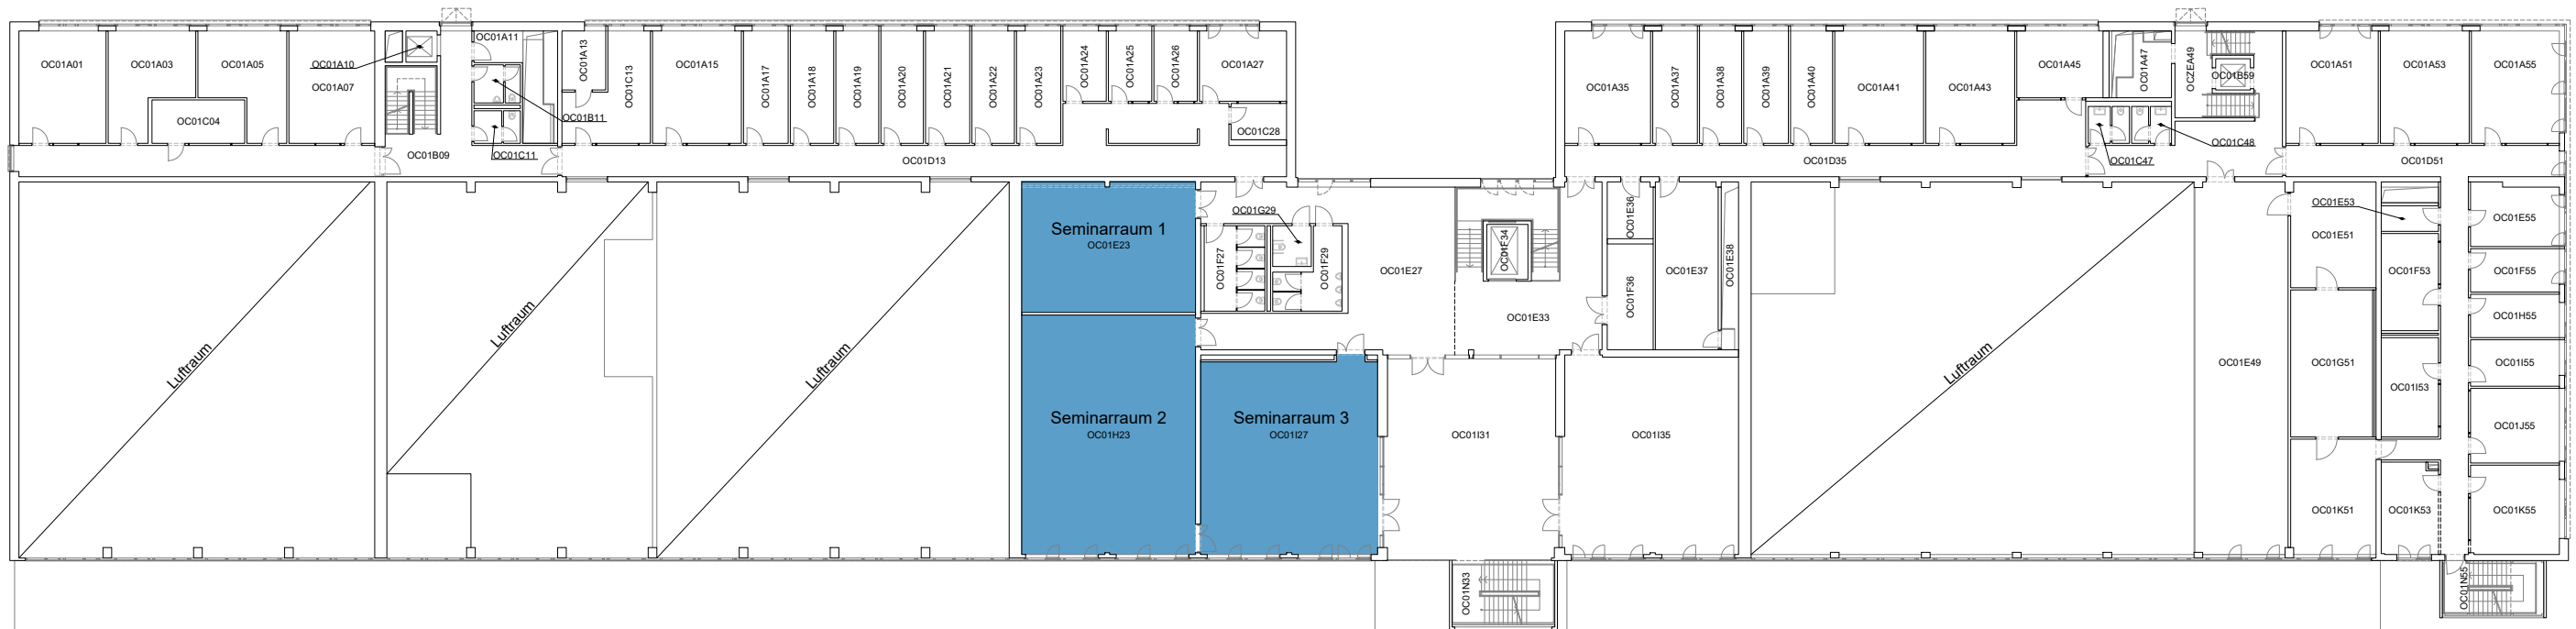 OC01A01
OC01A03
OC01A05
OC01A07
OC01C04
OC01A10
OC01A11
OC01B11
OC01C11
OC01B09
OC01A13
OC01C13
OC01A15
OC01A17
OC01A18
OC01A19
OC01A20
OC01A21
OC01A22
OC01A23
OC01A24
OC01A25
OC01A26
OC01A27
OC01C28
OC01D13
OC01A35
OC01A37
OC01A38
OC01A39
OC01A40
OC01A41
OC01A43
OC01A45
OC01A47
OCZEA49
OC01B59
OC01A51
OC01A53
OC01A55
OC01C48
OC01C47
OC01D35
OC01D51
Luftraum
Luftraum
Luftraum
Seminarraum 1
OC01E23
Seminarraum 2
OC01H23
Seminarraum 3
OC01I27
OC01G29
OC01F27
OC01F29
OC01E27
OC01F34
OC01E33
OC01E36
OC01F36
OC01E37
OC01E38
OC01I31
OC01I35
OC01N33
Luftraum
OC01E49
OC01E51
OC01G51
OC01K51
OC01E53
OC01F53
OC01I53
OC01K53
OC01E55
OC01F55
OC01H55
OC01I55
OC01J55
OC01K55
OC01N55